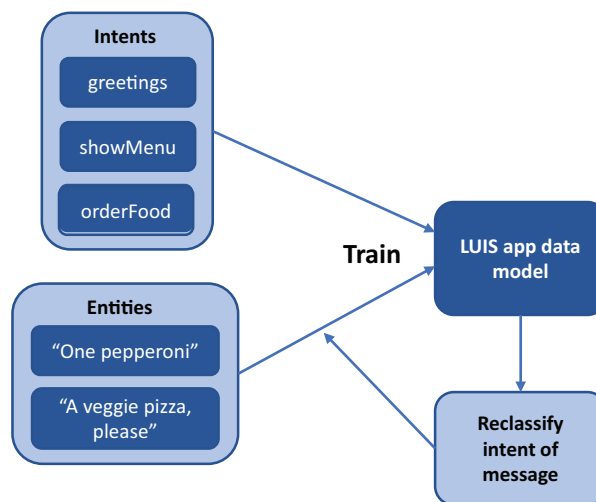 Intents
greetings
showMenu
orderFood
Train
LUIS app data
model
Entities
“One pepperoni”
“A veggie pizza,
please”
Reclassify
intent of
message